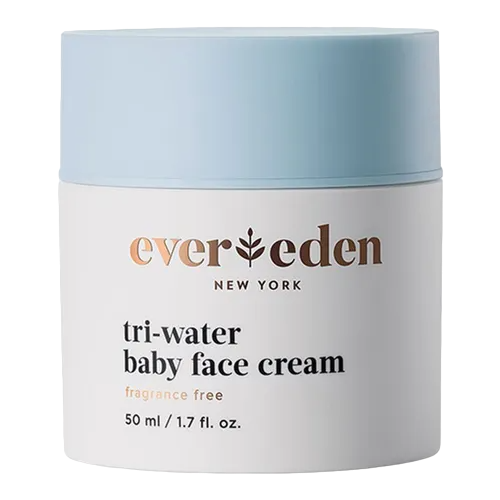 ever eden
NEW YORK
tri-water
baby face cream
fragrance free
50 ml / 1.7 fl. oz.